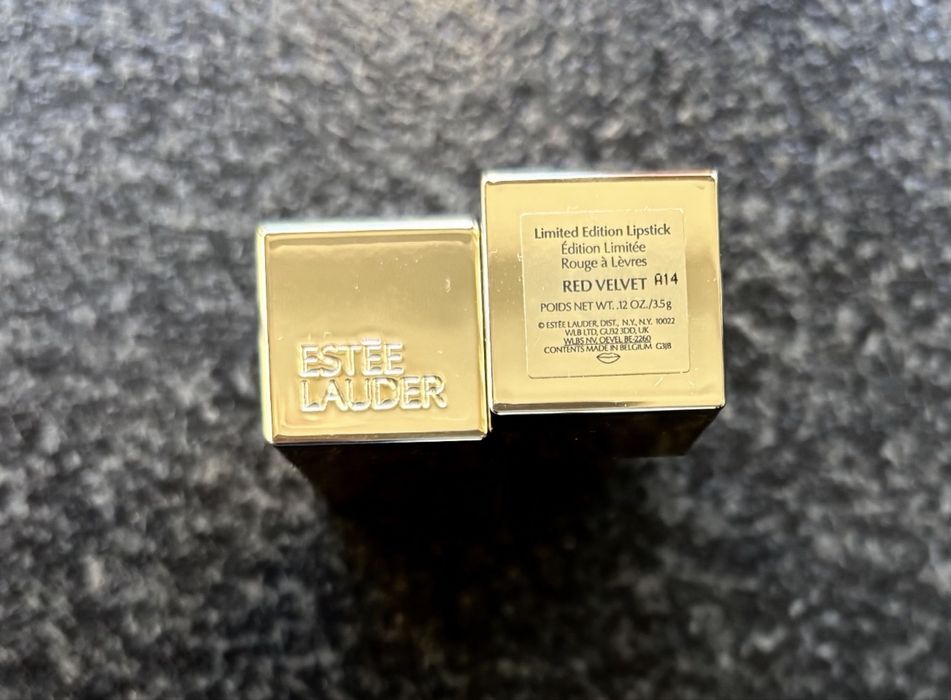 ESTĒE
LAUDER
Limited Edition Lipstick
Édition Limitée
Rouge à Lèvres
RED VELVET A14
POIDS NET WT. .12 OZ./3.5g
© ESTĒE LAUDER, DIST., N.Y., N.Y. 10022
WLB LTD, GU32 3DD, UK
WLBS NV, OEVEL BE-2260
CONTENTS MADE IN BELGIUM G3J8